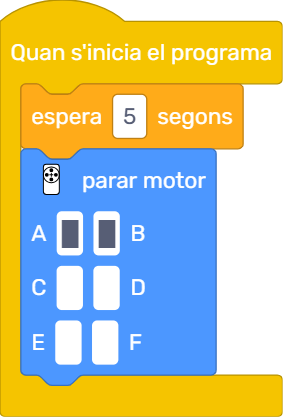 Quan s'inicia el programa
espera 5 segons
parar motor
A B
C D
E F